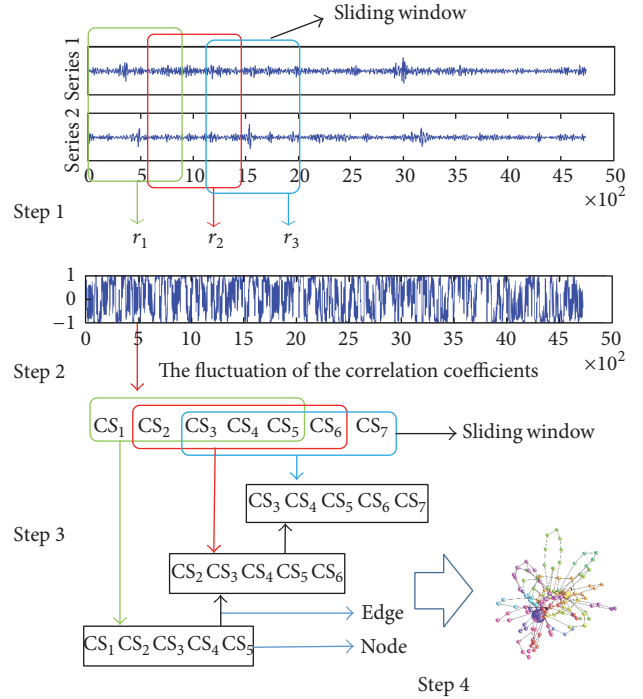 Sliding window
Series 1
Series 2
0 5 10 15 20 25 30 35 40 45 50
×10²
Step 1
r₁ r₂ r₃
1
0
−1
0 5 10 15 20 25 30 35 40 45 50
×10²
Step 2
The fluctuation of the correlation coefficients
CS₁ CS₂ CS₃ CS₄ CS₅ CS₆ CS₇
Sliding window
CS₃ CS₄ CS₅ CS₆ CS₇
Step 3
CS₂ CS₃ CS₄ CS₅ CS₆
Edge
CS₁ CS₂ CS₃ CS₄ CS₅
Node
Step 4